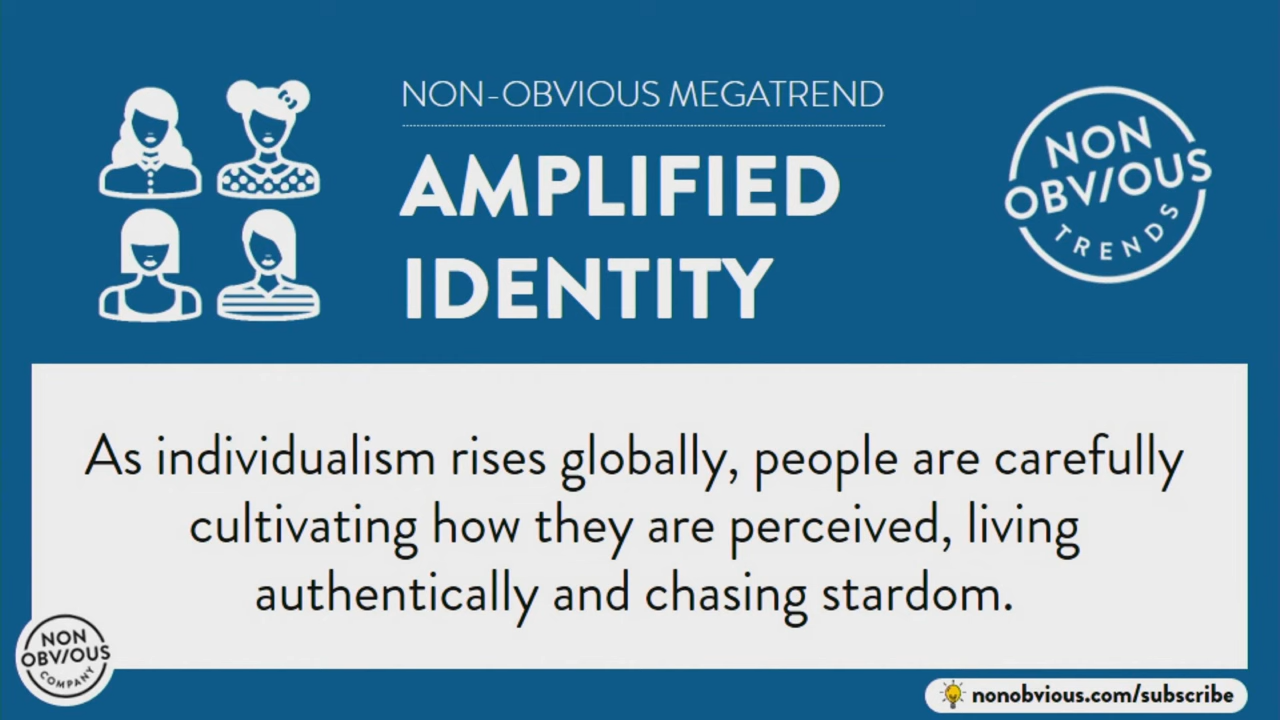 NON-OBVIOUS MEGATREND
AMPLIFIED
IDENTITY
NON
OBV/OUS
TRENDS
As individualism rises globally, people are carefully
cultivating how they are perceived, living
authentically and chasing stardom.
NON
OBV/OUS
COMPANY
nonobvious.com/subscribe